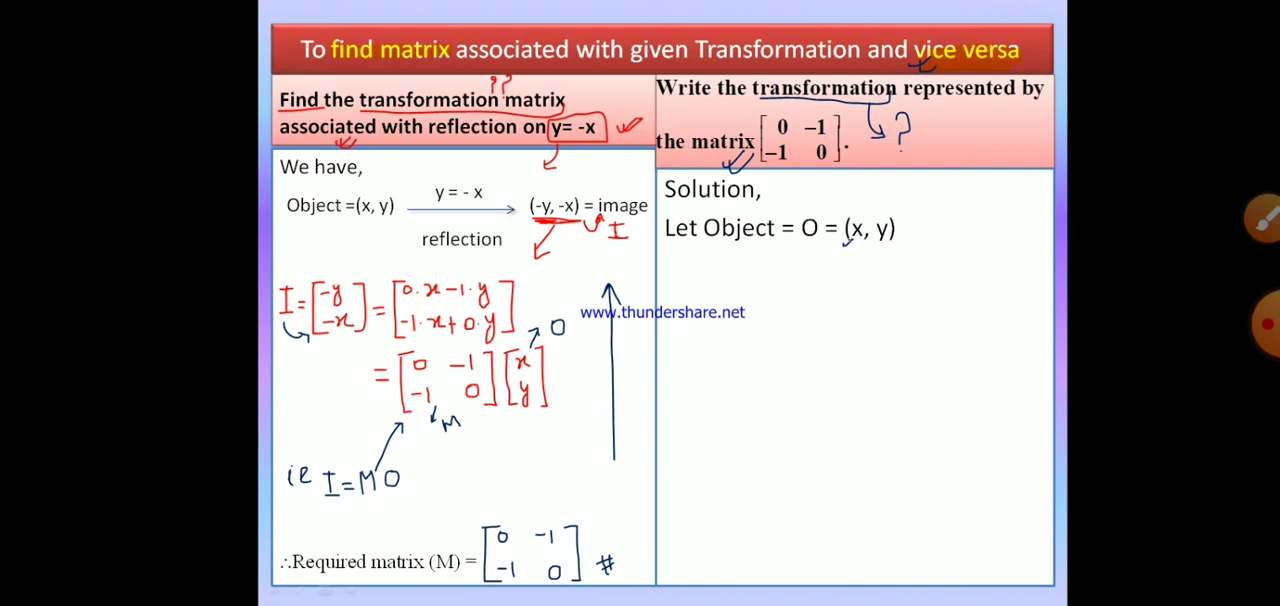 To find matrix associated with given Transformation and vice versa
??
Find the transformation matrix
associated with reflection on y= -x
We have,
Object =(x, y) y = - x (-y, -x) = image
reflection I
I = [-y -x] = [0·x-1·y -1·x+0·y]
= [0 -1 -1 0] [x y] O
M
ie I = MO
∴Required matrix (M) = [0 -1 -1 0] #
Write the transformation represented by
the matrix [0 –1 –1 0]. ?
Solution,
Let Object = O = (x, y)
www.thundershare.net